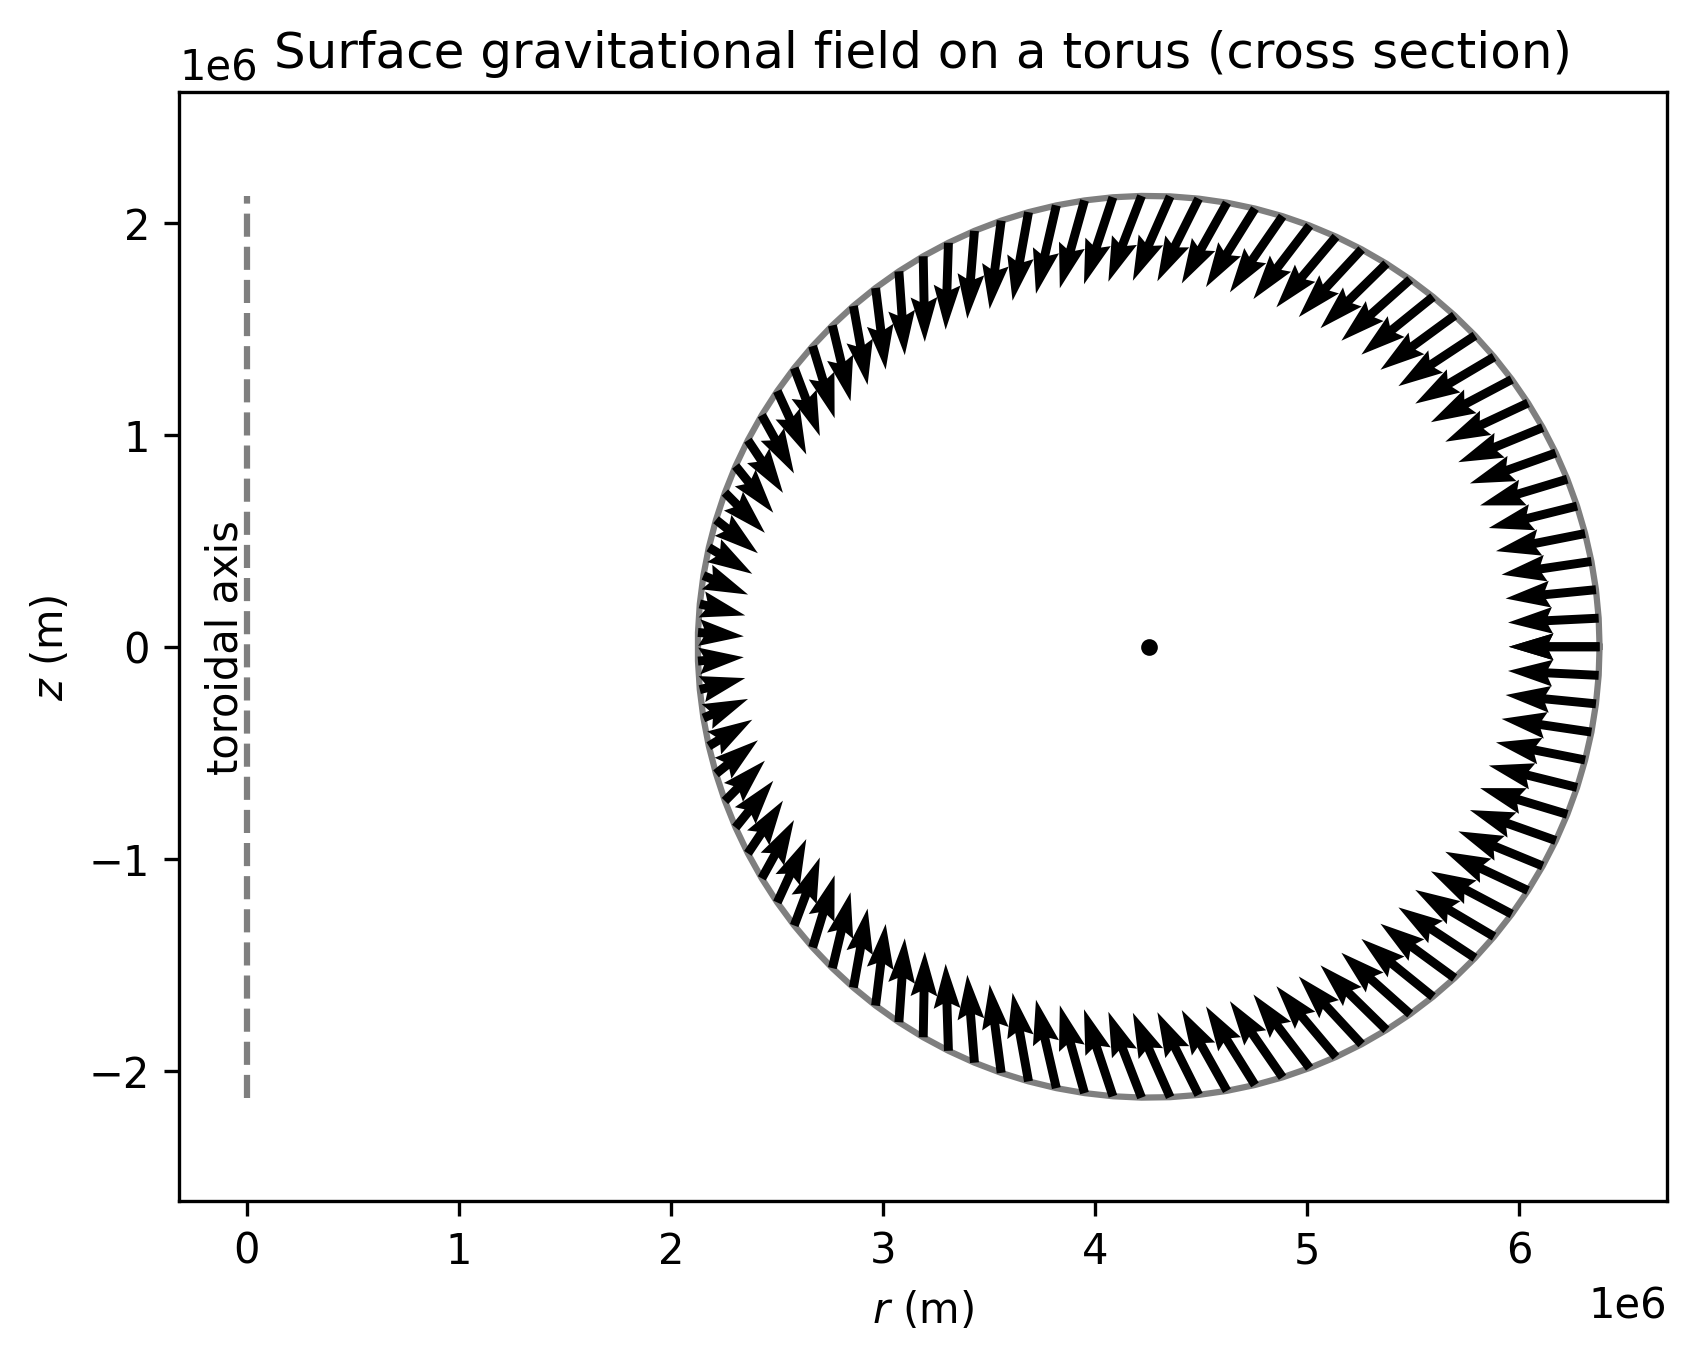 Surface gravitational field on a torus (cross section)
1e6
2
1
0
−1
−2
z (m)
toroidal axis
0 1 2 3 4 5 6
r (m)
1e6